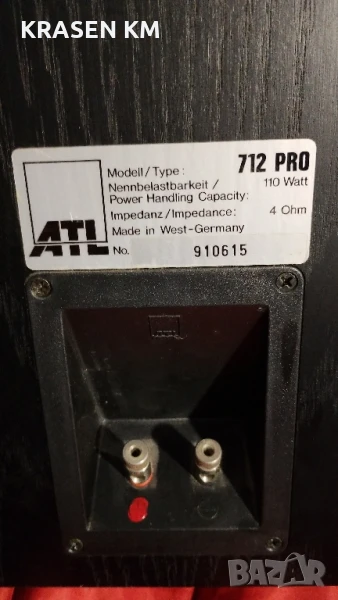 KRASEN KM
Modell/Type: 712 PRO
Nennbelastbarkeit /
Power Handling Capacity: 110 Watt
Impedanz/Impedance: 4 Ohm
Made in West-Germany
No. 910615
ATL
BAZAR